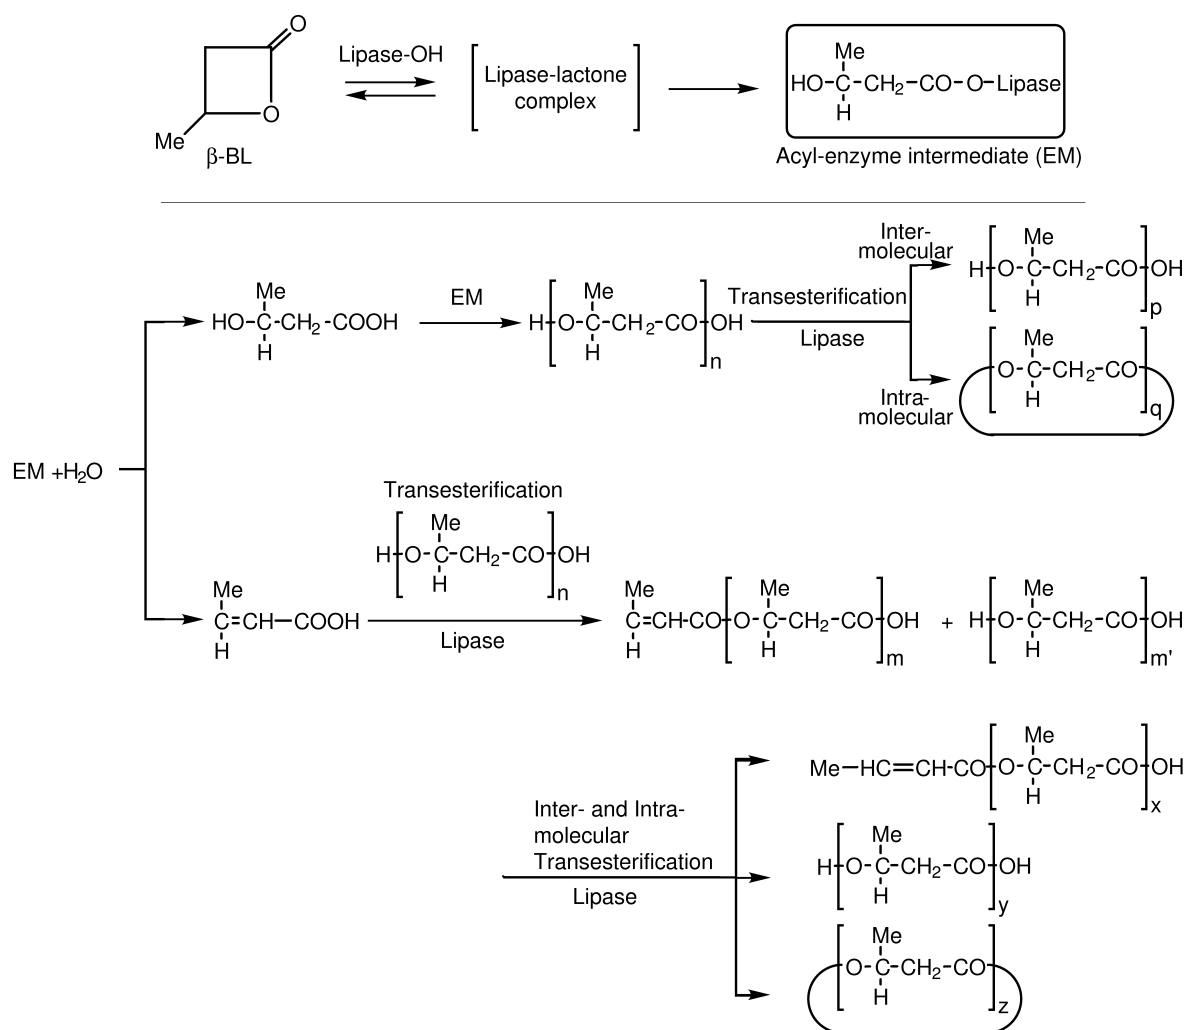 O
O
Me
β-BL
Lipase-OH
Lipase-lactone
complex
Me
HO-C-CH2-CO-O-Lipase
H
Acyl-enzyme intermediate (EM)
EM +H2O
Me
HO-C-CH2-COOH
H
EM
Me
H-O-C-CH2-CO-OH
H
n
Transesterification
Lipase
Inter-
molecular
Me
H-O-C-CH2-CO-OH
H
p
Intra-
molecular
Me
O-C-CH2-CO
H
q
Me
C=CH-COOH
H
Transesterification
Me
H-O-C-CH2-CO-OH
H
n
Lipase
Me
C=CH-CO-O-C-CH2-CO-OH
H
Me
H
m
+
Me
H-O-C-CH2-CO-OH
H
m'
Inter- and Intra-
molecular
Transesterification
Lipase
Me
Me-HC=CH-CO-O-C-CH2-CO-OH
H
x
Me
H-O-C-CH2-CO-OH
H
y
Me
O-C-CH2-CO
H
z